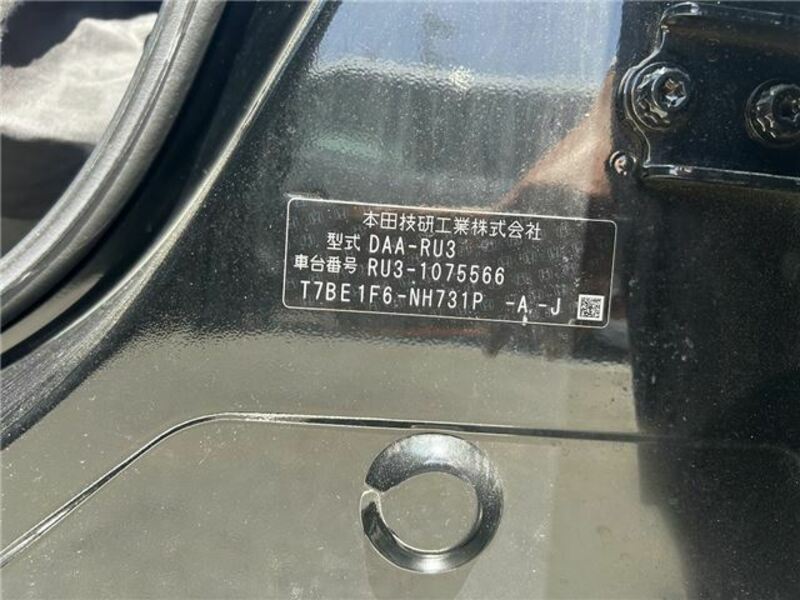 本田技研工業株式会社
型式 DAA-RU3
車台番号 RU3-1075566
T7BE1F6-NH731P -A -J